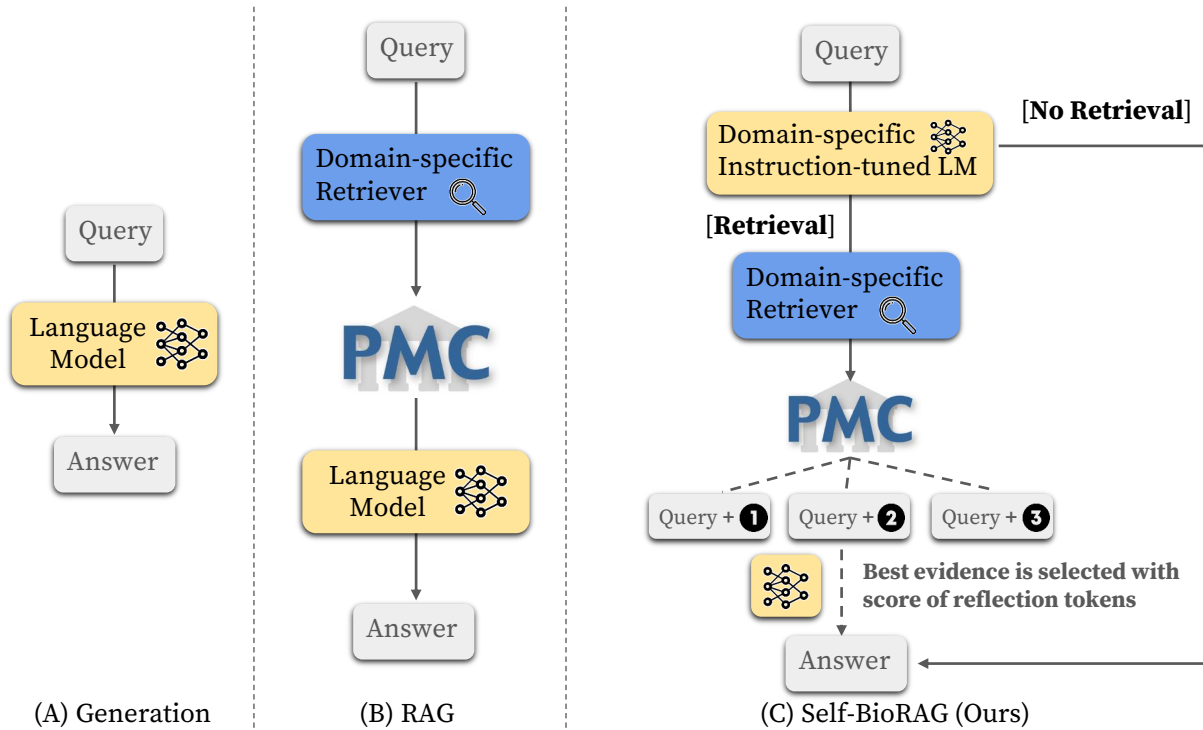 Query
Language
Model
Answer
(A) Generation
Query
Domain-specific
Retriever
PMC
Language
Model
Answer
(B) RAG
Query
Domain-specific
Instruction-tuned LM
[No Retrieval]
[Retrieval]
Domain-specific
Retriever
PMC
Query + 1
Query + 2
Query + 3
Best evidence is selected with
score of reflection tokens
Answer
(C) Self-BioRAG (Ours)